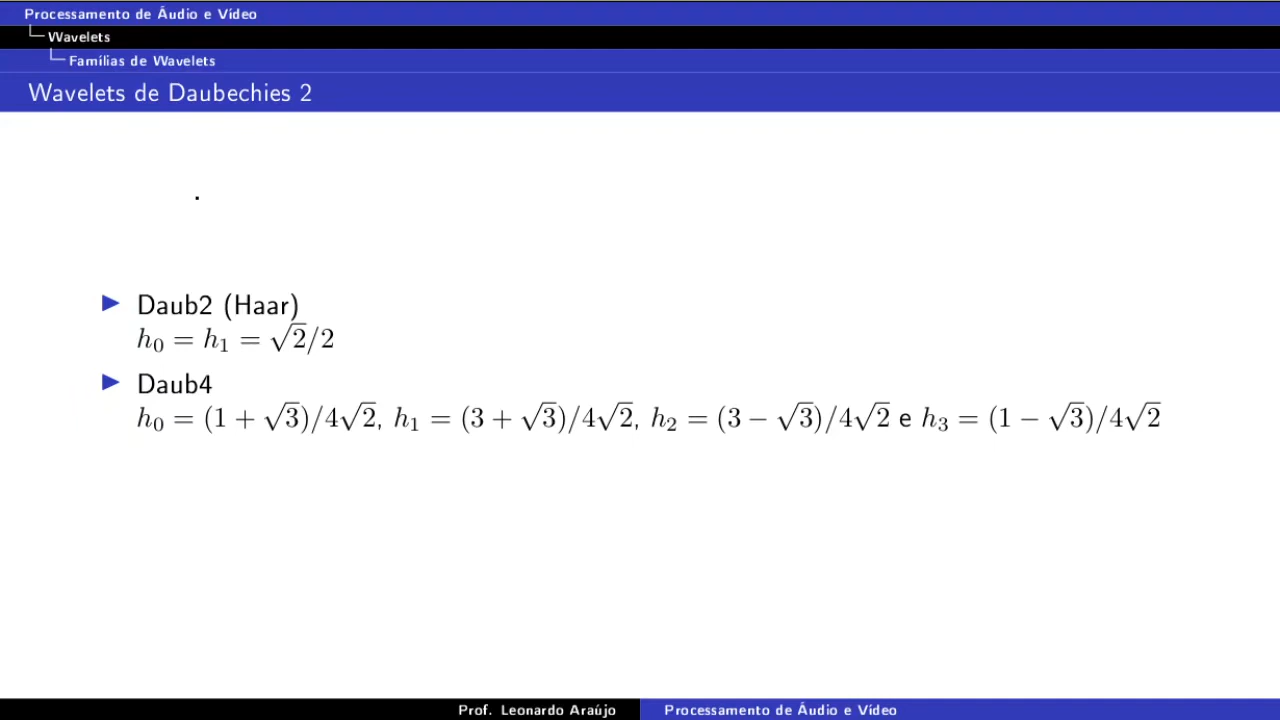 Processamento de Áudio e Vídeo
Wavelets
Famílias de Wavelets
Wavelets de Daubechies 2
.
▶ Daub2 (Haar)
h₀ = h₁ = √2/2
▶ Daub4
h₀ = (1 + √3)/4√2, h₁ = (3 + √3)/4√2, h₂ = (3 − √3)/4√2 e h₃ = (1 − √3)/4√2
Prof. Leonardo Araújo
Processamento de Áudio e Vídeo